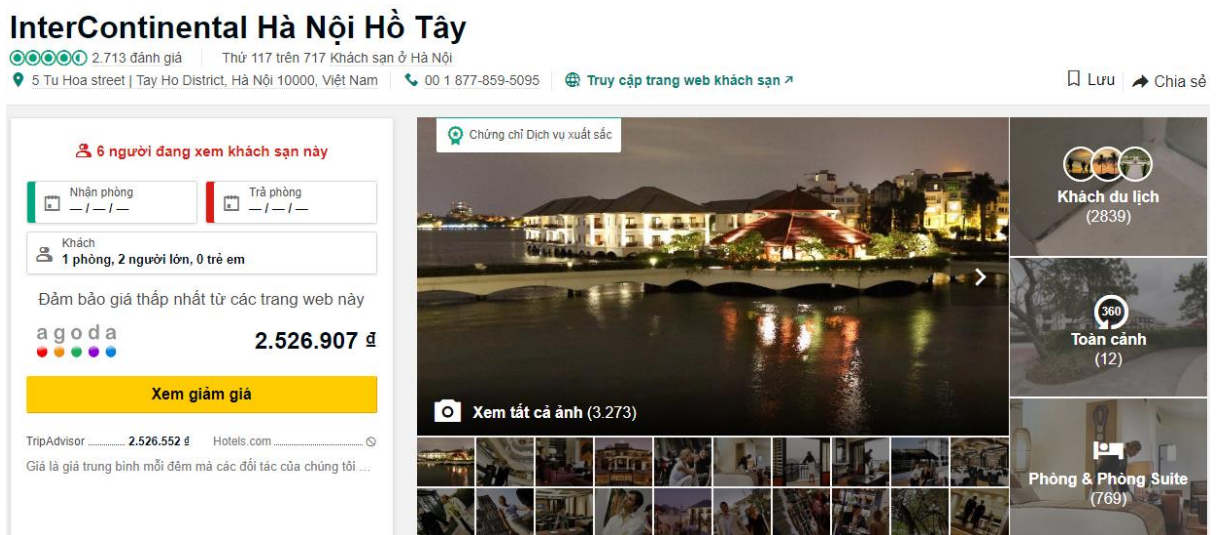 InterContinental Hà Nội Hồ Tây
2.713 đánh giá Thứ 117 trên 717 Khách sạn ở Hà Nội
5 Tu Hoa street | Tay Ho District, Hà Nội 10000, Việt Nam 00 1 877-859-5095 Truy cập trang web khách sạn Lưu Chia sẻ
6 người đang xem khách sạn này
Nhận phòng
— / — / —
Trả phòng
— / — / —
Khách
1 phòng, 2 người lớn, 0 trẻ em
Đảm bảo giá thấp nhất từ các trang web này
agoda 2.526.907 ₫
Xem giảm giá
TripAdvisor 2.526.552 ₫ Hotels.com
Giá là giá trung bình mỗi đêm mà các đối tác của chúng tôi ...
Chứng chỉ Dịch vụ xuất sắc
Xem tất cả ảnh (3.273)
Khách du lịch
(2839)
360
Toàn cảnh
(12)
Phòng & Phòng Suite
(769)